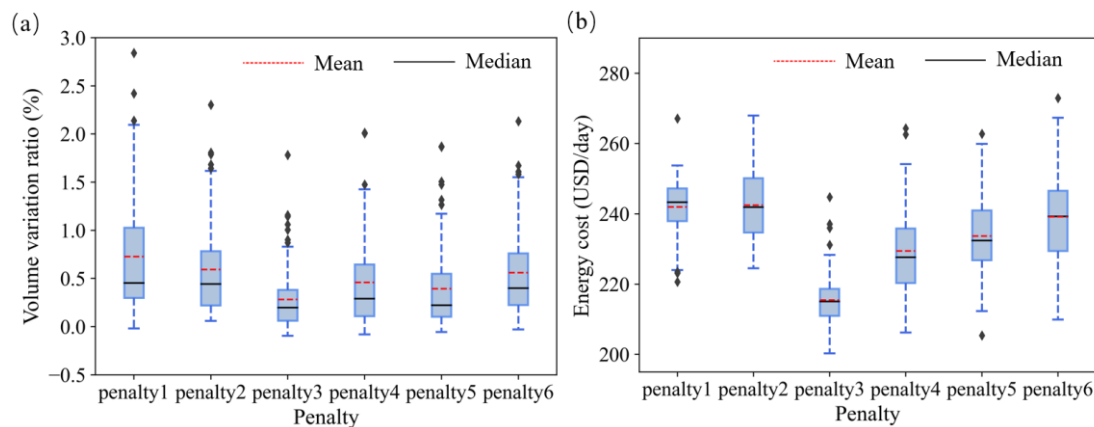 (a)
3.0
2.5
2.0
1.5
1.0
0.5
0.0
−0.5
Volume variation ratio (%)
Mean Median
penalty1 penalty2 penalty3 penalty4 penalty5 penalty6
Penalty
(b)
280
260
240
220
200
Energy cost (USD/day)
Mean Median
penalty1 penalty2 penalty3 penalty4 penalty5 penalty6
Penalty